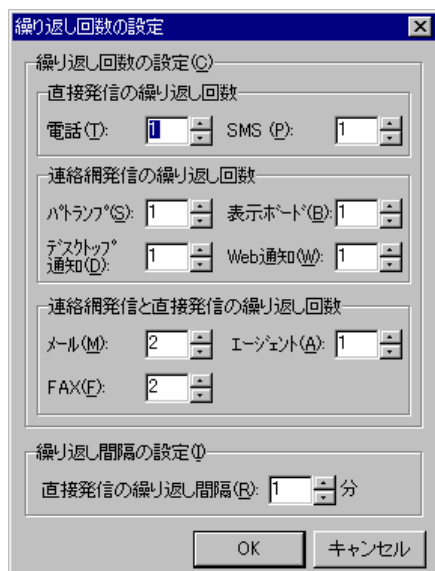 繰り返し回数の設定
繰り返し回数の設定(C)
直接発信の繰り返し回数
電話(T): 1 SMS (P): 1
連絡網発信の繰り返し回数
ﾊﾟﾄﾗﾝﾌﾟ(S): 1 表示ﾎﾞｰﾄﾞ(B): 1
ﾃﾞｽｸﾄｯﾌﾟ
通知(D): 1 Web通知(W): 1
連絡網発信と直接発信の繰り返し回数
ﾒｰﾙ(M): 2 ｴｰｼﾞｪﾝﾄ(A): 1
FAX(F): 2
繰り返し間隔の設定(I)
直接発信の繰り返し間隔(R): 1 分
OK キャンセル